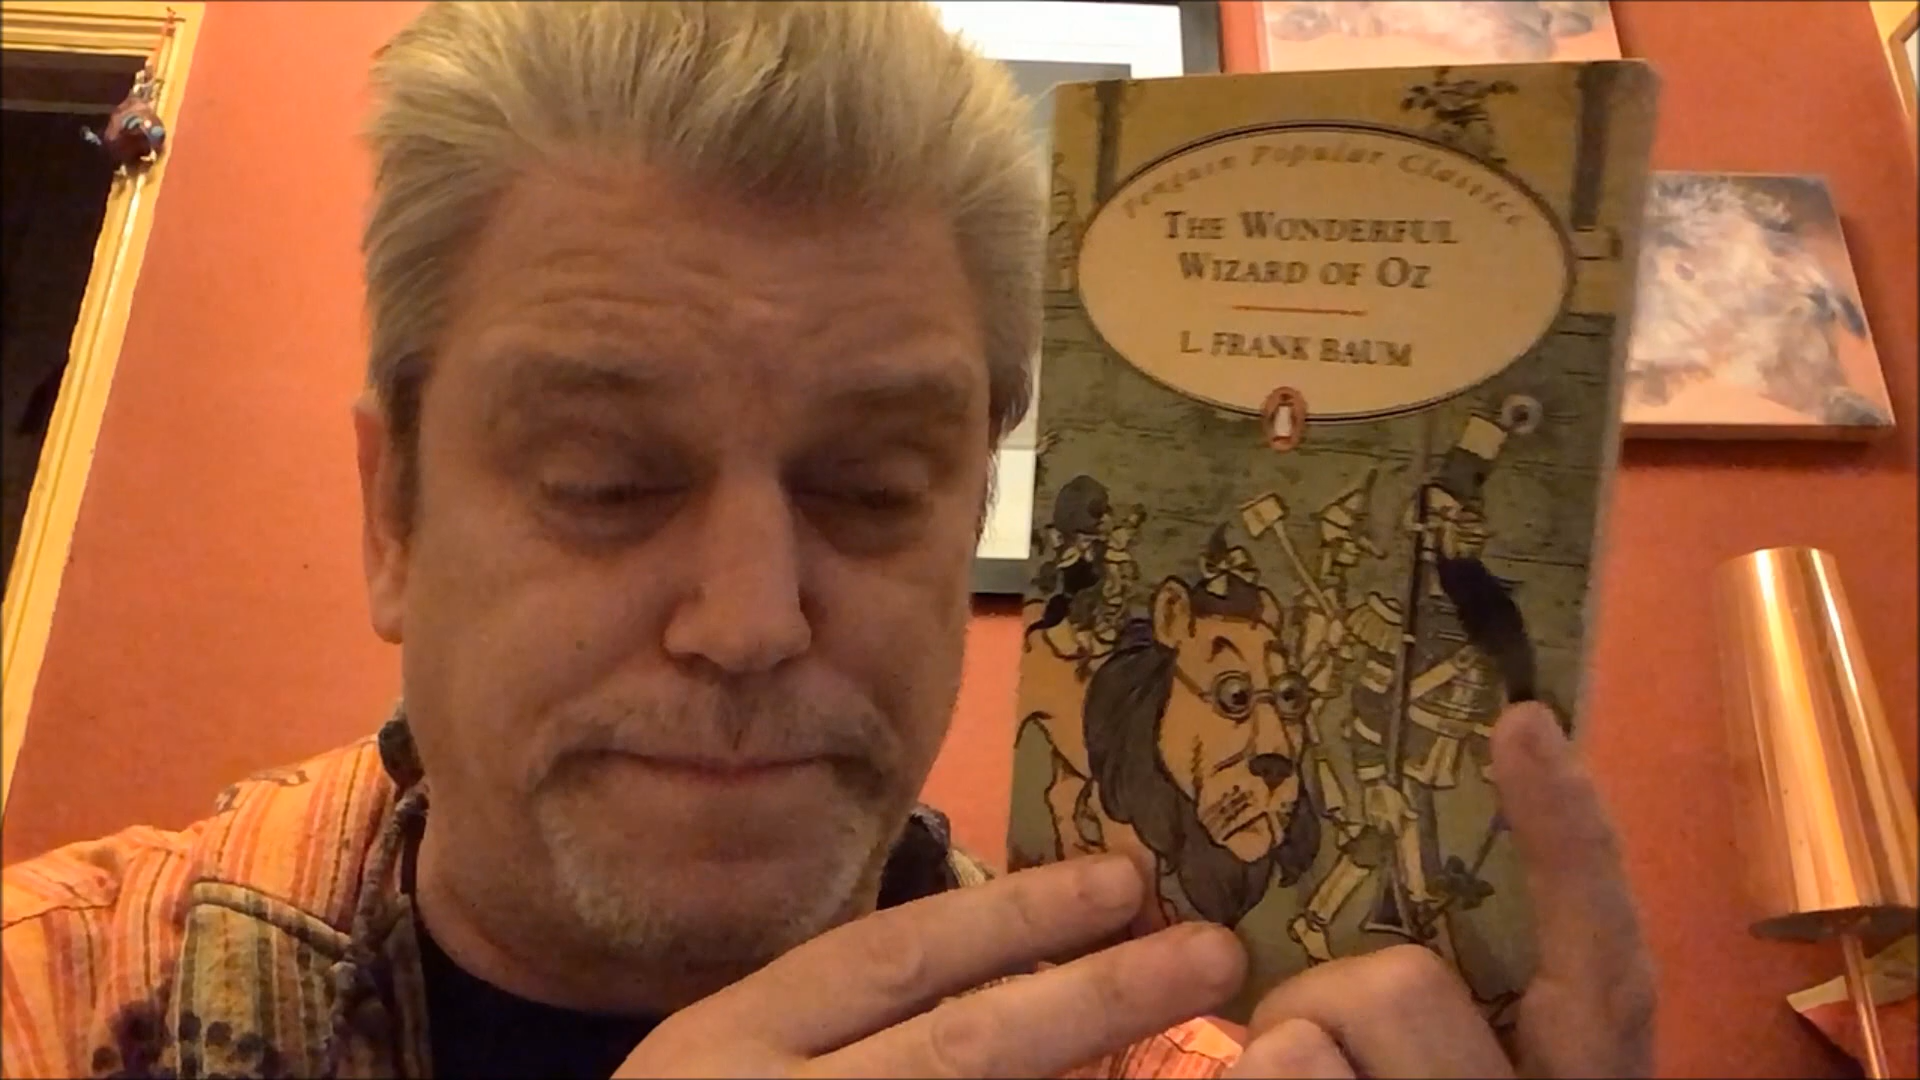 Penguin Popular Classics
THE WONDERFUL
WIZARD OF OZ
L. FRANK BAUM